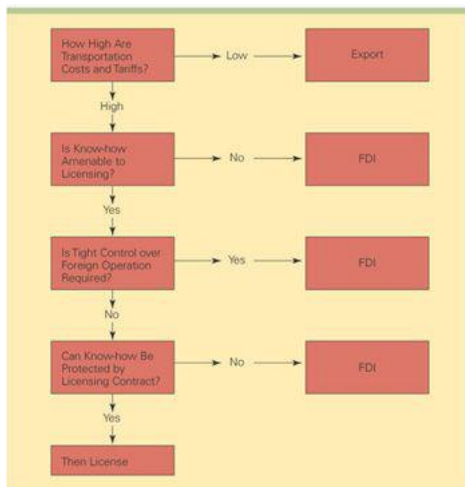 How High Are
Transportation
Costs and Tariffs?
Low
Export
High
Is Know-how
Amenable to
Licensing?
No
FDI
Yes
Is Tight Control over
Foreign Operation
Required?
Yes
FDI
No
Can Know-how Be
Protected by
Licensing Contract?
No
FDI
Yes
Then License